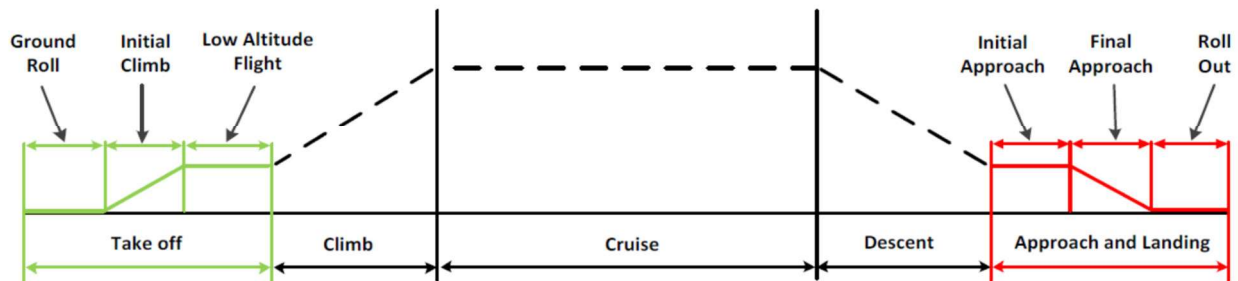 Ground
Roll
Initial
Climb
Low Altitude
Flight
Initial
Approach
Final
Approach
Roll
Out
Take off
Climb
Cruise
Descent
Approach and Landing